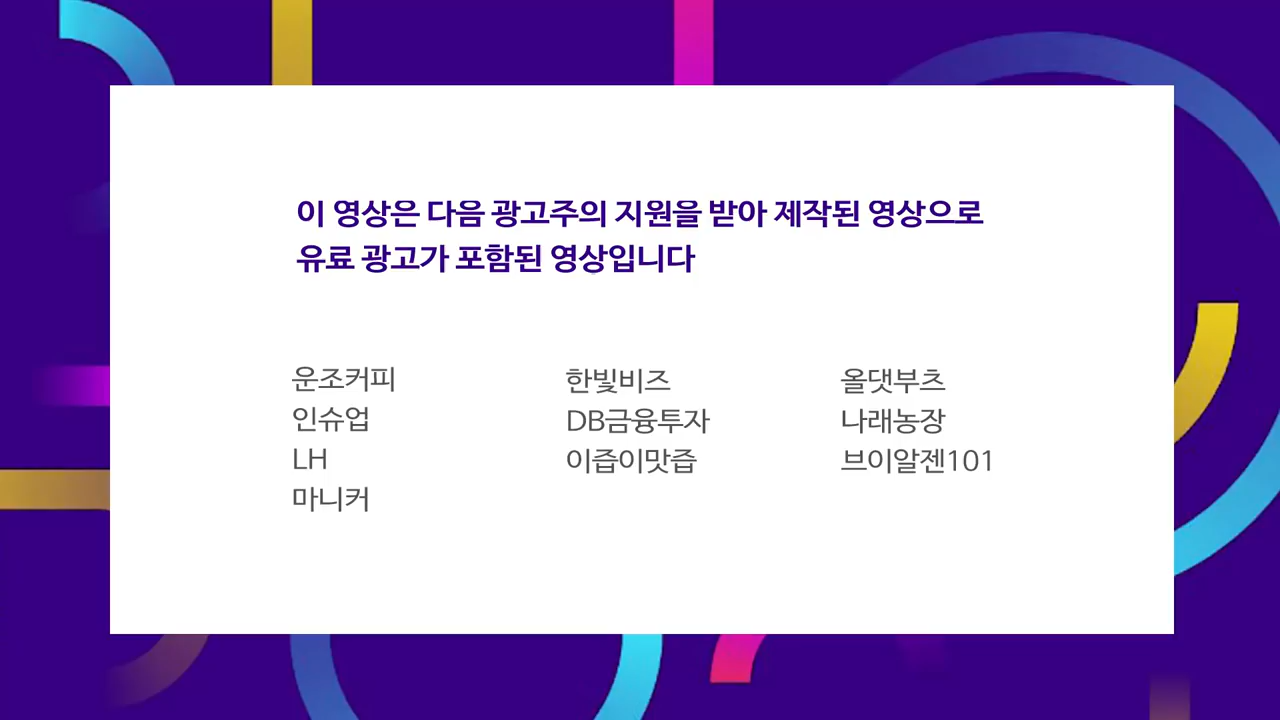 이 영상은 다음 광고주의 지원을 받아 제작된 영상으로
유료 광고가 포함된 영상입니다
운조커피
인슈업
LH
마니커
한빛비즈
DB금융투자
이즙이맛즙
올댓부츠
나래농장
브이알젠101